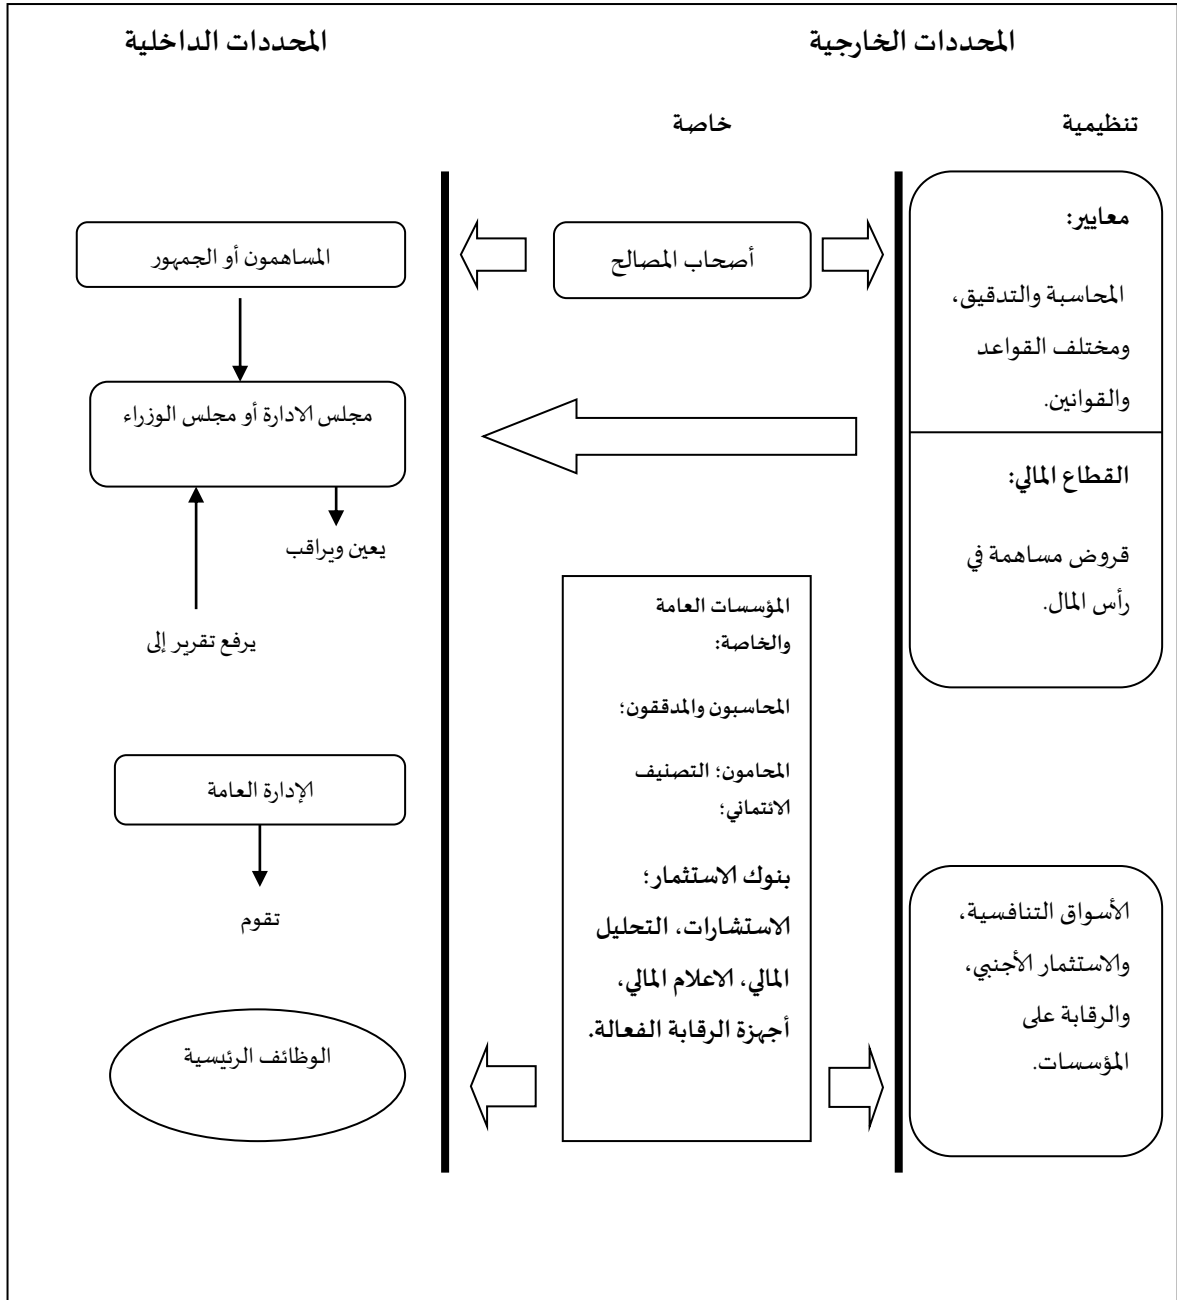 المحددات الخارجية
المحددات الداخلية
تنظيمية
خاصة
معايير:
المحاسبة والتدقيق،
ومختلف القواعد
والقوانين.
القطاع المالي:
قروض مساهمة في
رأس المال.
الأسواق التنافسية،
والاستثمار الأجنبي،
والرقابة على
المؤسسات.
أصحاب المصالح
المؤسسات العامة
والخاصة:
المحاسبون والمدققون؛
المحامون؛ التصنيف
الائتماني؛
بنوك الاستثمار؛
الاستشارات، التحليل
المالي، الاعلام المالي،
أجهزة الرقابة الفعالة.
المساهمون أو الجمهور
مجلس الادارة أو مجلس الوزراء
يعين ويراقب
يرفع تقرير إلى
الإدارة العامة
تقوم
الوظائف الرئيسية